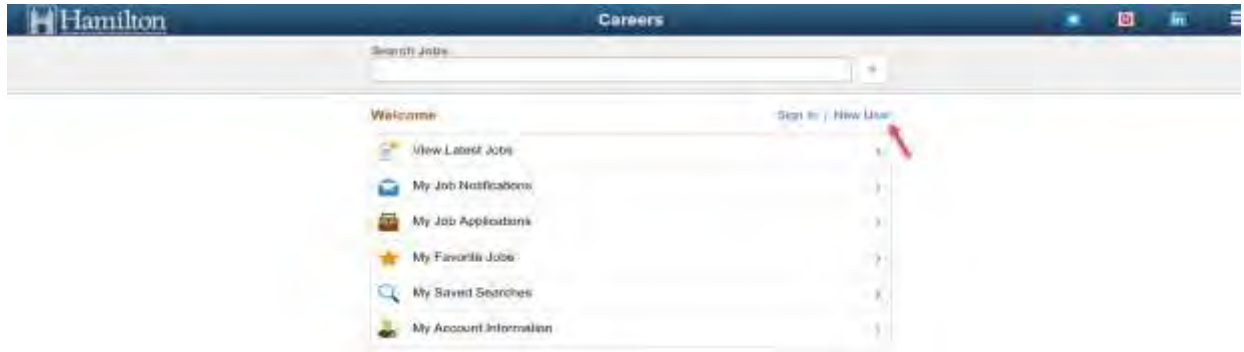 Hamilton
Careers
Search Jobs
Welcome
Sign In | New User
View Latest Jobs
My Job Notifications
My Job Applications
My Favorite Jobs
My Saved Searches
My Account Information